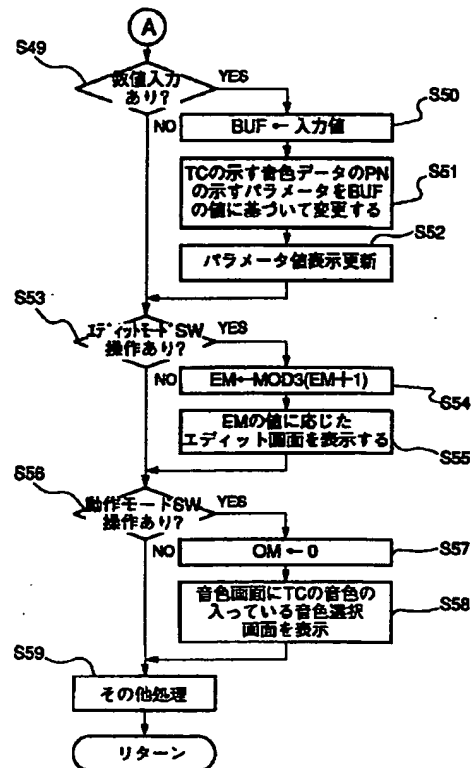 A
S49
数値入力
あり?
YES
NO
S50
BUF ← 入力値
S51
TCの示す音色データのPN
の示すパラメータをBUF
の値に基づいて変更する
S52
パラメータ値表示更新
S53
エディットモードSW
操作あり?
YES
NO
EM←MOD3(EM+1)
S54
EMの値に応じた
エディット画面を表示する
S55
S56
動作モードSW
操作あり?
YES
NO
OM ← 0
S57
音色画面にTCの音色の
入っている音色選択
画面を表示
S58
S59
その他処理
リターン